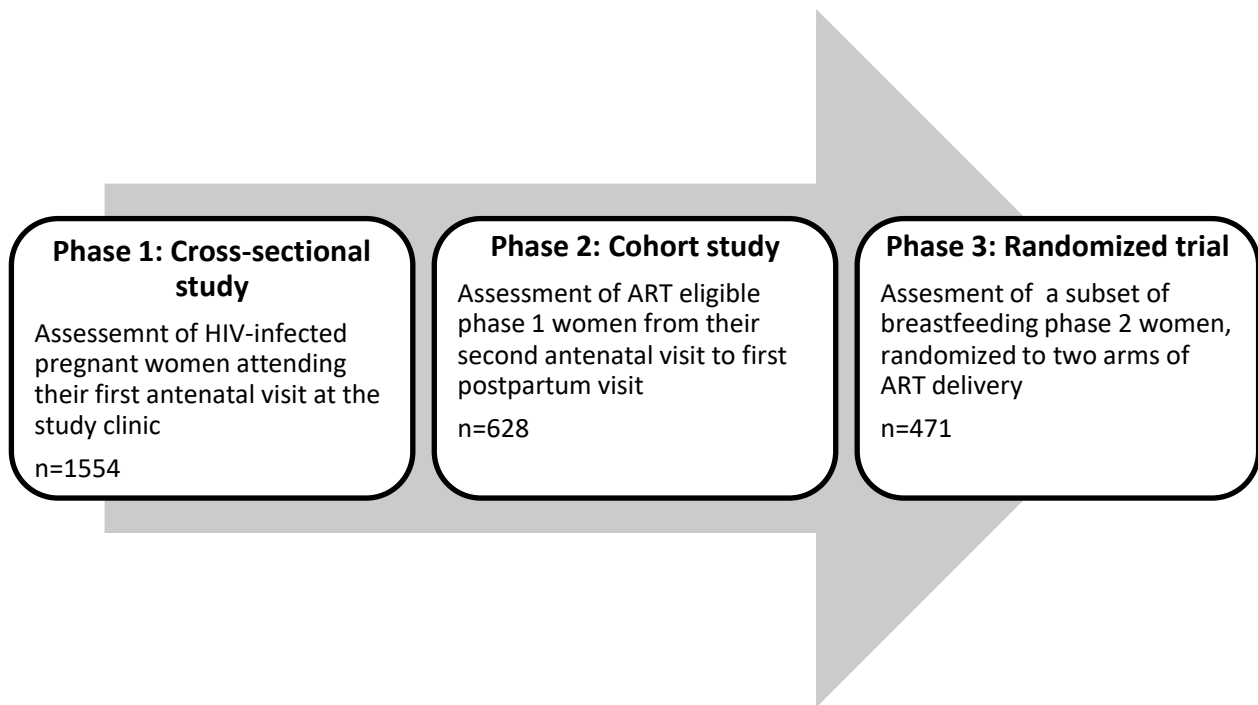 Phase 1: Cross-sectional
study
Assessemnt of HIV-infected
pregnant women attending
their first antenatal visit at the
study clinic
n=1554
Phase 2: Cohort study
Assessment of ART eligible
phase 1 women from their
second antenatal visit to first
postpartum visit
n=628
Phase 3: Randomized trial
Assesment of a subset of
breastfeeding phase 2 women,
randomized to two arms of
ART delivery
n=471